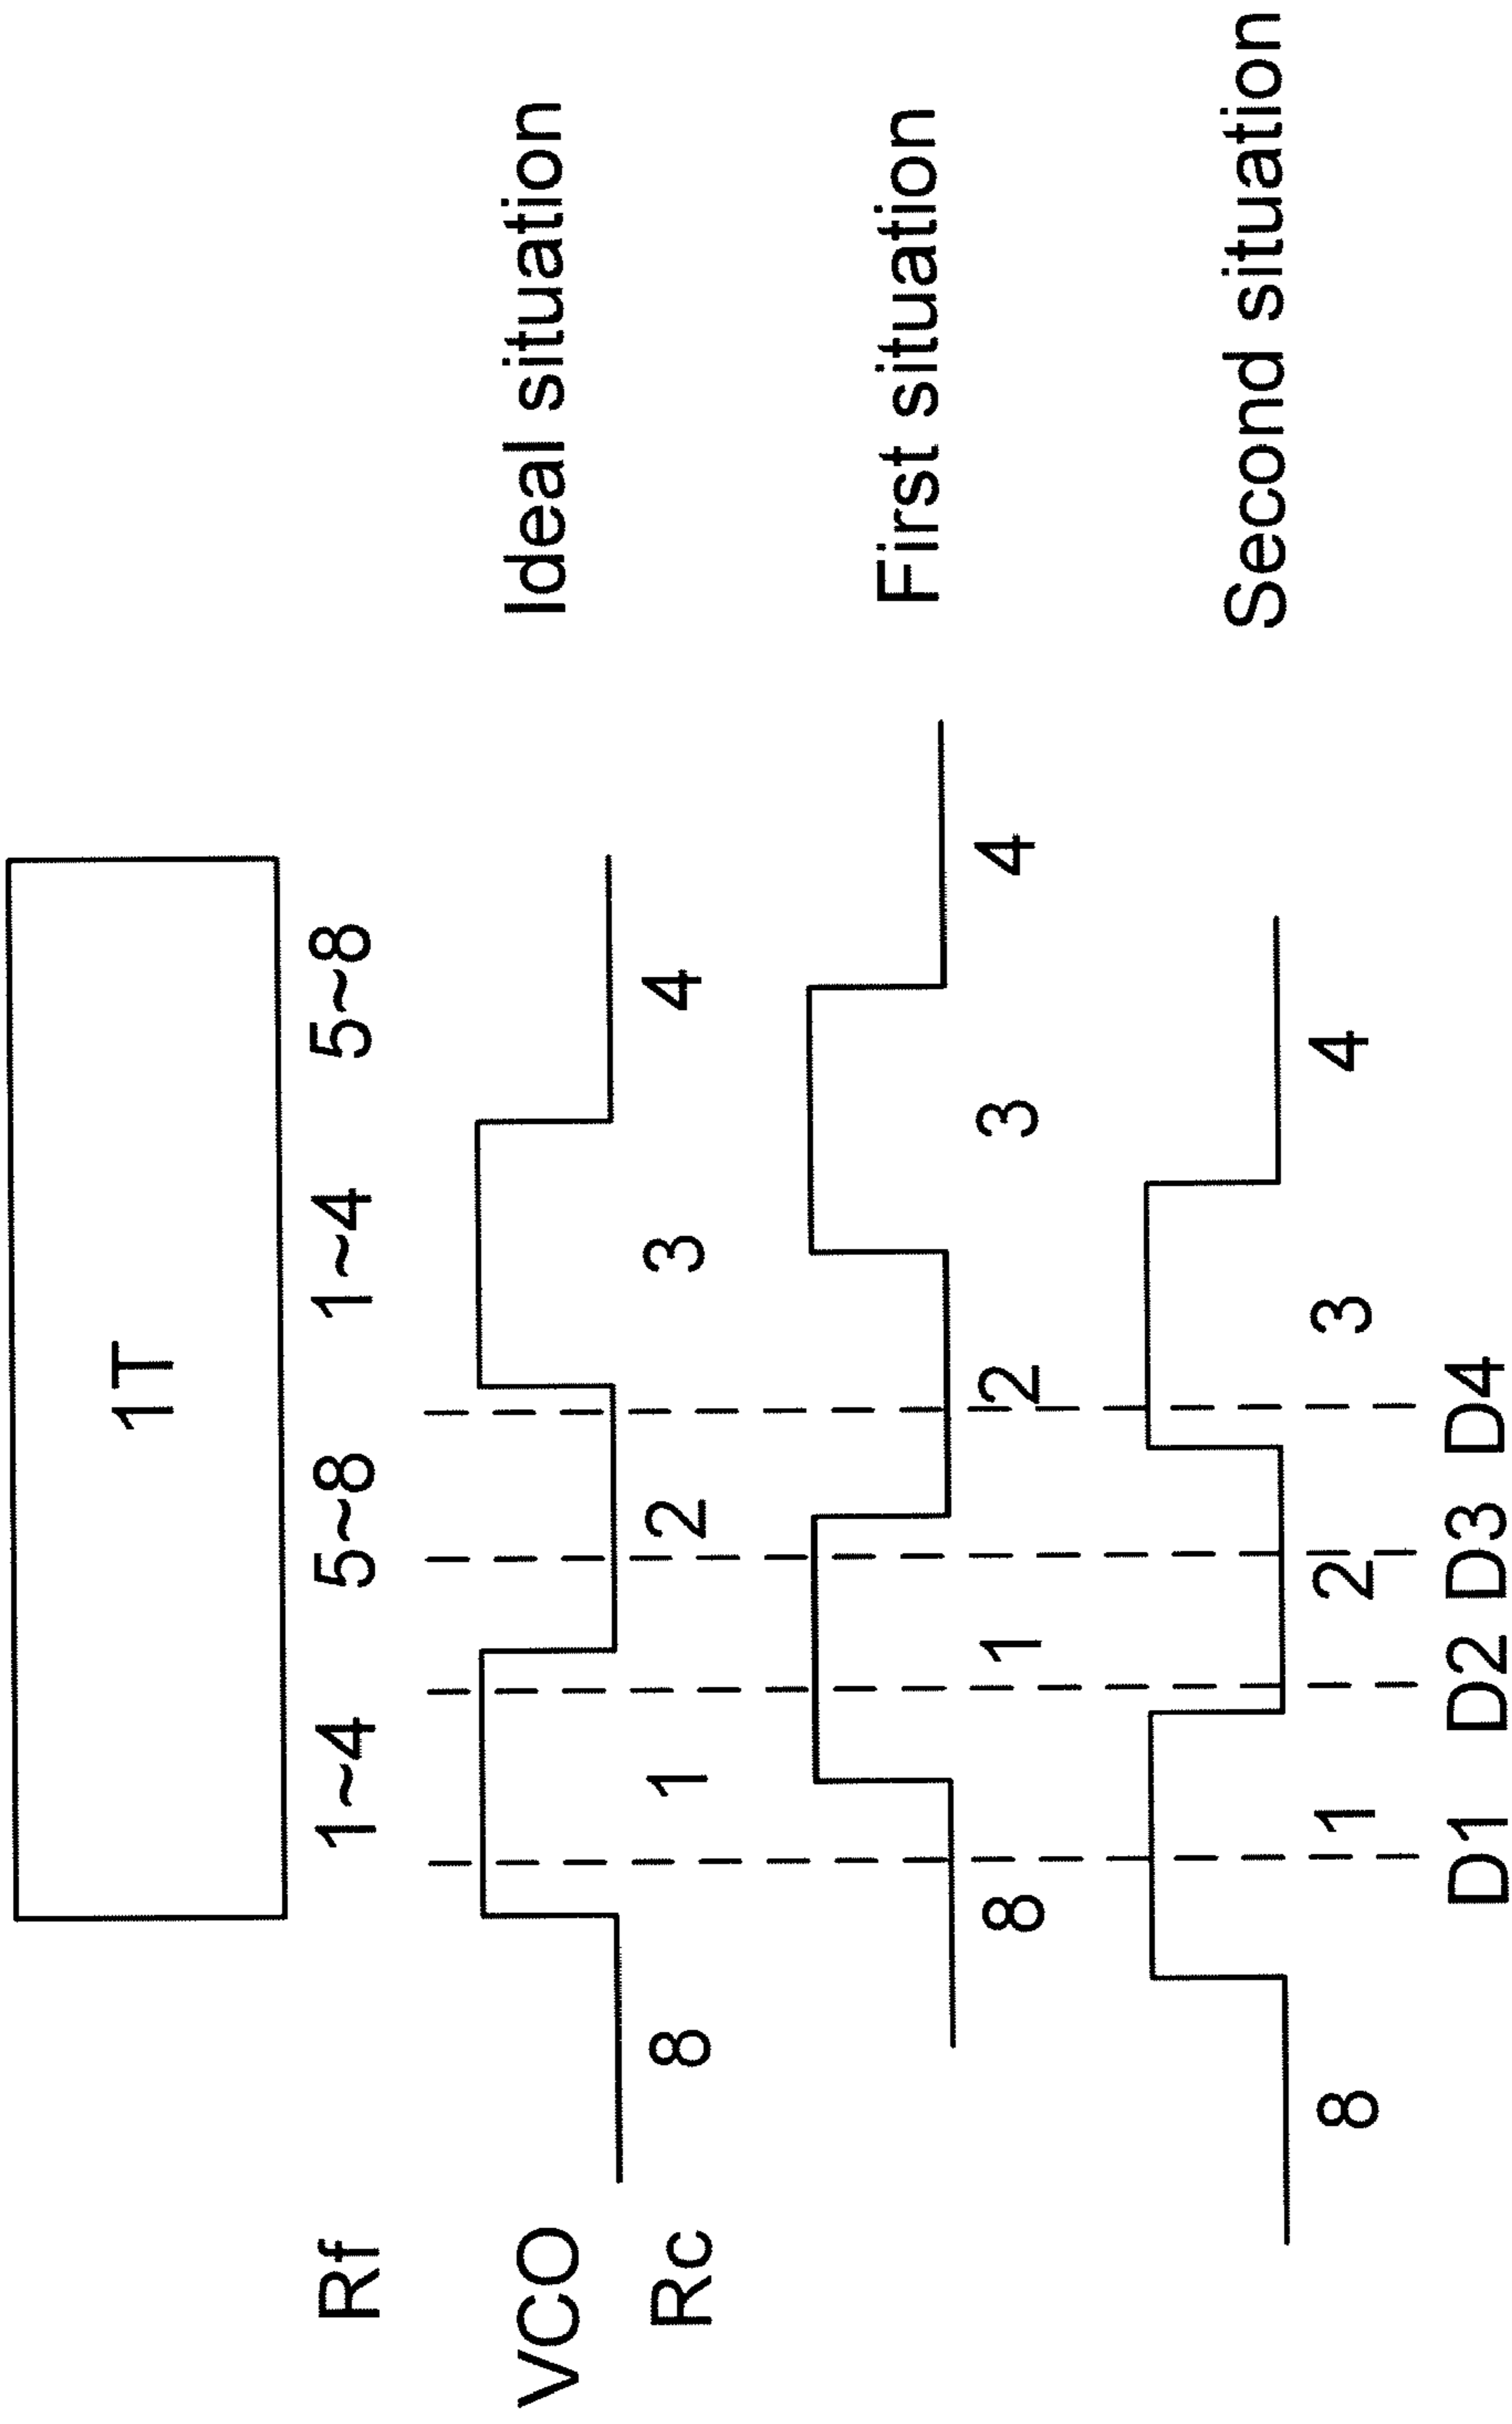 1T
Rf 1~4 5~8 1~4 5~8
VCO Ideal situation
Rc 8 1 2 3 4
First situation
8 1 2 3 4
Second situation
8 1 2 3 4
D1 D2 D3 D4